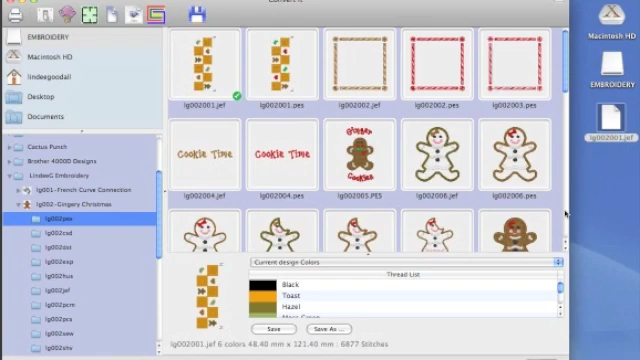 Convert It
EMBROIDERY
Macintosh HD
lindeegoodall
Desktop
Documents
Cactus Punch
Brother 4000D Designs
LindeeG Embroidery
lg001-French Curve Connection
lg002-Gingery Christmas
lg002pes
lg002csd
lg002dst
lg002exp
lg002hus
lg002jef
lg002pcm
lg002pcs
lg002sew
lg002shv
lg002001.jef
lg002001.pes
lg002002.jef
lg002002.pes
lg002003.pes
COOKIE TIME
COOKIE TIME
Ginger
Cookies
lg002004.jef
lg002004.pes
lg002005.PES
lg002006.jef
lg002006.pes
Current design Colors
Thread List
Black
Toast
Hazel
Moss Green
Save
Save As ...
lg002001.jef 6 colors 48.40 mm x 121.40 mm : 6877 Stitches
Macintosh HD
EMBROIDERY
lg002001.jef